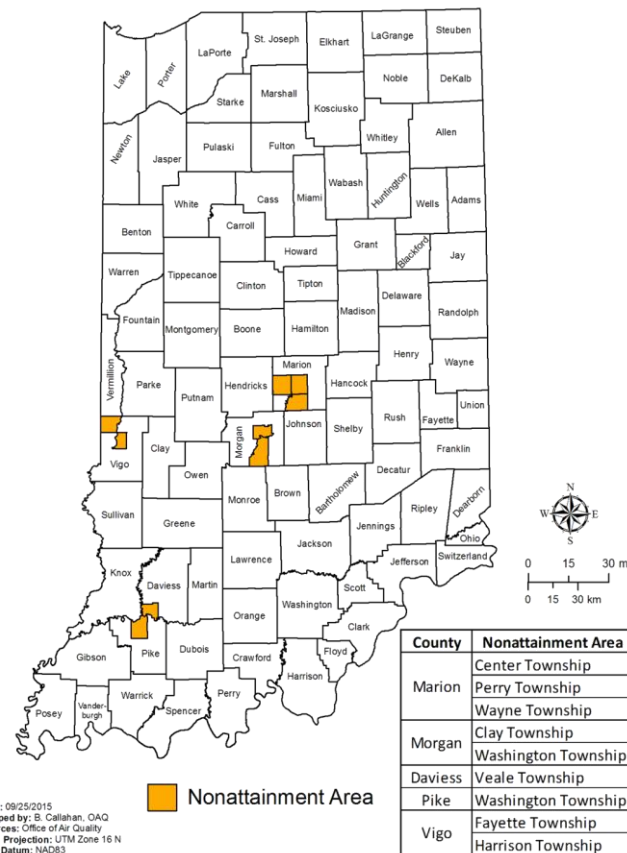 Lake
Porter
LaPorte
St. Joseph
Elkhart
LaGrange
Steuben
Noble
DeKalb
Starke
Marshall
Kosciusko
Whitley
Allen
Newton
Jasper
Pulaski
Fulton
Wabash
Huntington
Miami
White
Cass
Wells
Adams
Benton
Carroll
Howard
Grant
Blackford
Jay
Warren
Tippecanoe
Clinton
Tipton
Madison
Delaware
Randolph
Fountain
Montgomery
Boone
Hamilton
Henry
Wayne
Vermillion
Parke
Putnam
Hendricks
Marion
Hancock
Rush
Fayette
Union
Vigo
Clay
Owen
Morgan
Johnson
Shelby
Franklin
Decatur
Sullivan
Greene
Monroe
Brown
Bartholomew
Jennings
Ripley
Dearborn
Ohio
Switzerland
Jackson
Jefferson
Knox
Daviess
Martin
Lawrence
Orange
Washington
Scott
Clark
Floyd
Harrison
Gibson
Pike
Dubois
Crawford
Posey
Vander-
burgh
Warrick
Spencer
Perry
N
W E
S
0 15 30 m
0 15 30 km
County Nonattainment Area
Marion Center Township
Perry Township
Wayne Township
Morgan Clay Township
Washington Township
Daviess Veale Township
Pike Washington Township
Vigo Fayette Township
Harrison Township
Nonattainment Area
: 09/25/2015
ped by: B. Callahan, OAQ
rces: Office of Air Quality
Projection: UTM Zone 16 N
Datum: NAD83